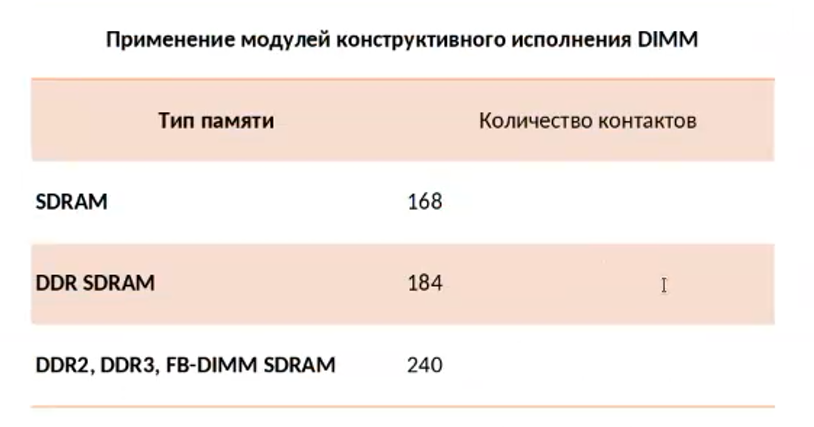 Применение модулей конструктивного исполнения DIMM
Тип памяти Количество контактов
SDRAM 168
DDR SDRAM 184
DDR2, DDR3, FB-DIMM SDRAM 240